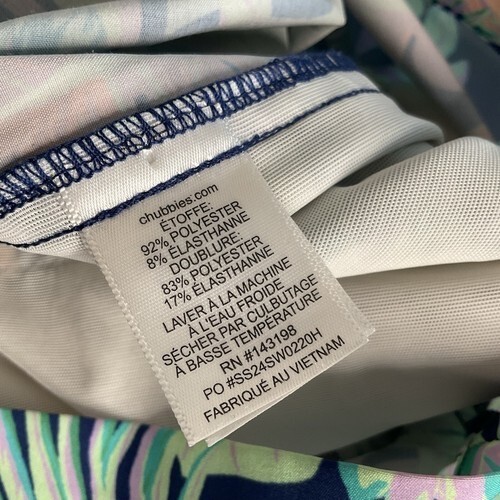 chubbies.com
ÉTOFFE:
92% POLYESTER
8% ÉLASTHANNE
DOUBLURE:
83% POLYESTER
17% ÉLASTHANNE
LAVER À LA MACHINE
À L'EAU FROIDE
SÉCHER PAR CULBUTAGE
À BASSE TEMPÉRATURE
RN #143198
PO #SS24SW0220H
FABRIQUÉ AU VIETNAM